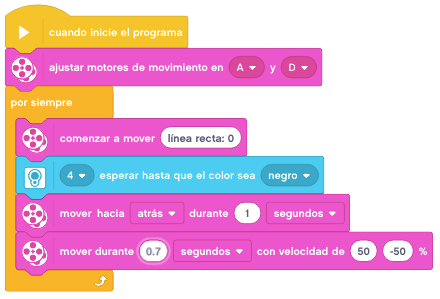 cuando inicie el programa
ajustar motores de movimiento en A y D
por siempre
comenzar a mover línea recta: 0
4 esperar hasta que el color sea negro
mover hacia atrás durante 1 segundos
mover durante 0.7 segundos con velocidad de 50 -50 %